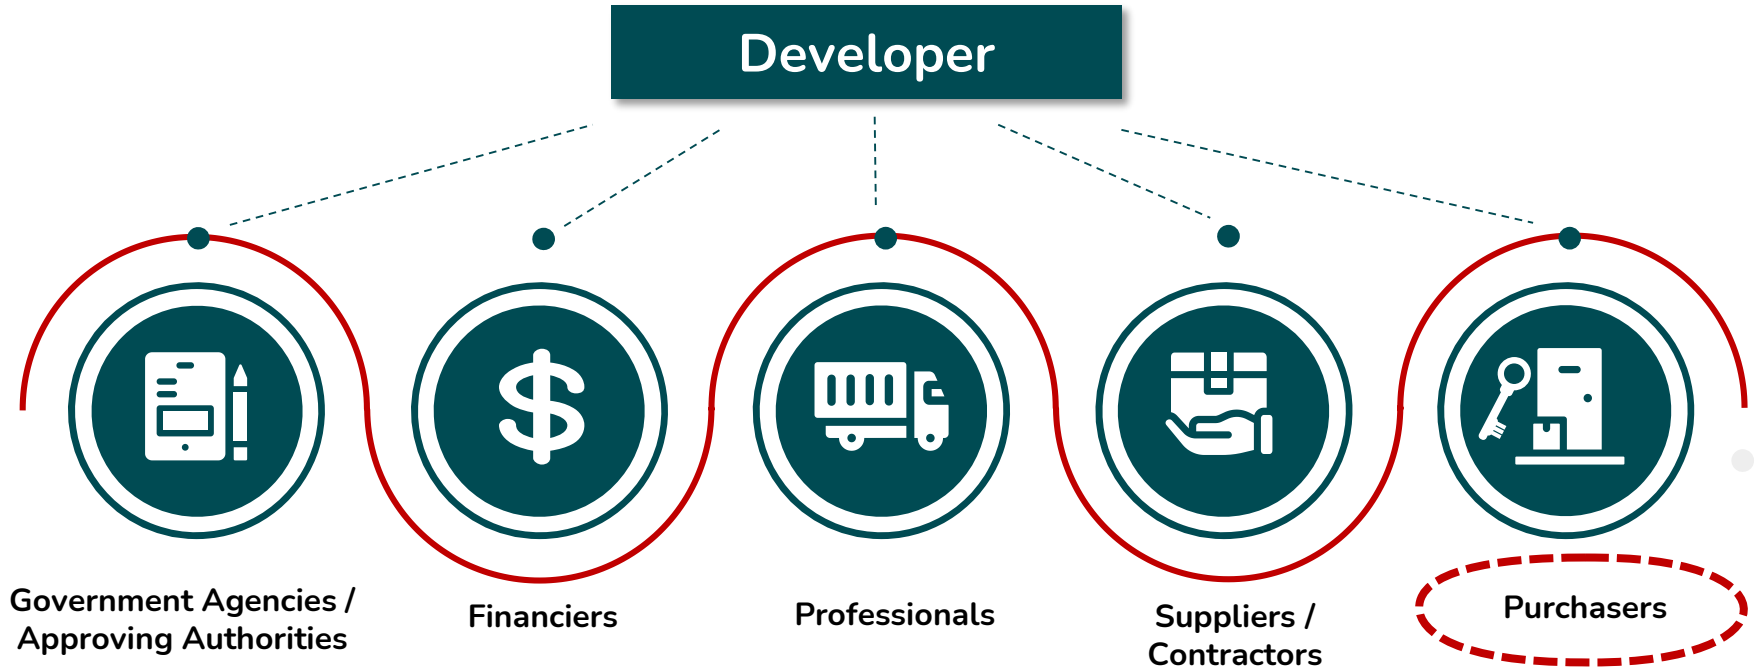 Developer
Government Agencies /
Approving Authorities
Financiers
Professionals
Suppliers /
Contractors
Purchasers